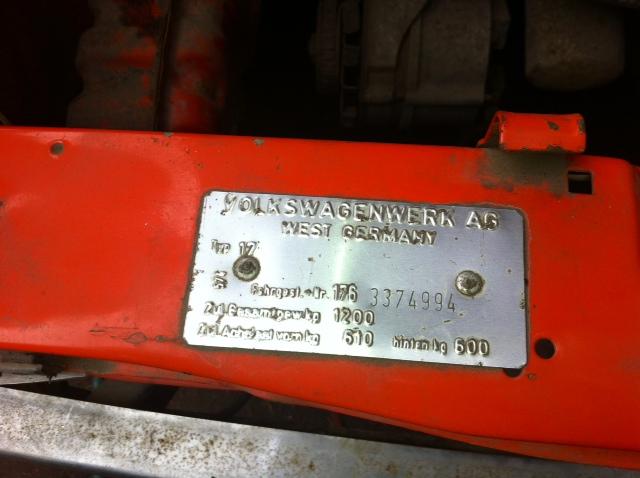 VOLKSWAGENWERK AG
WEST GERMANY
Typ 17
Fahrgest.-Nr. 176 3374994
Zul. Gesamtgew. kg 1200
Zul. Achslast vorn kg 610 hinten kg 600